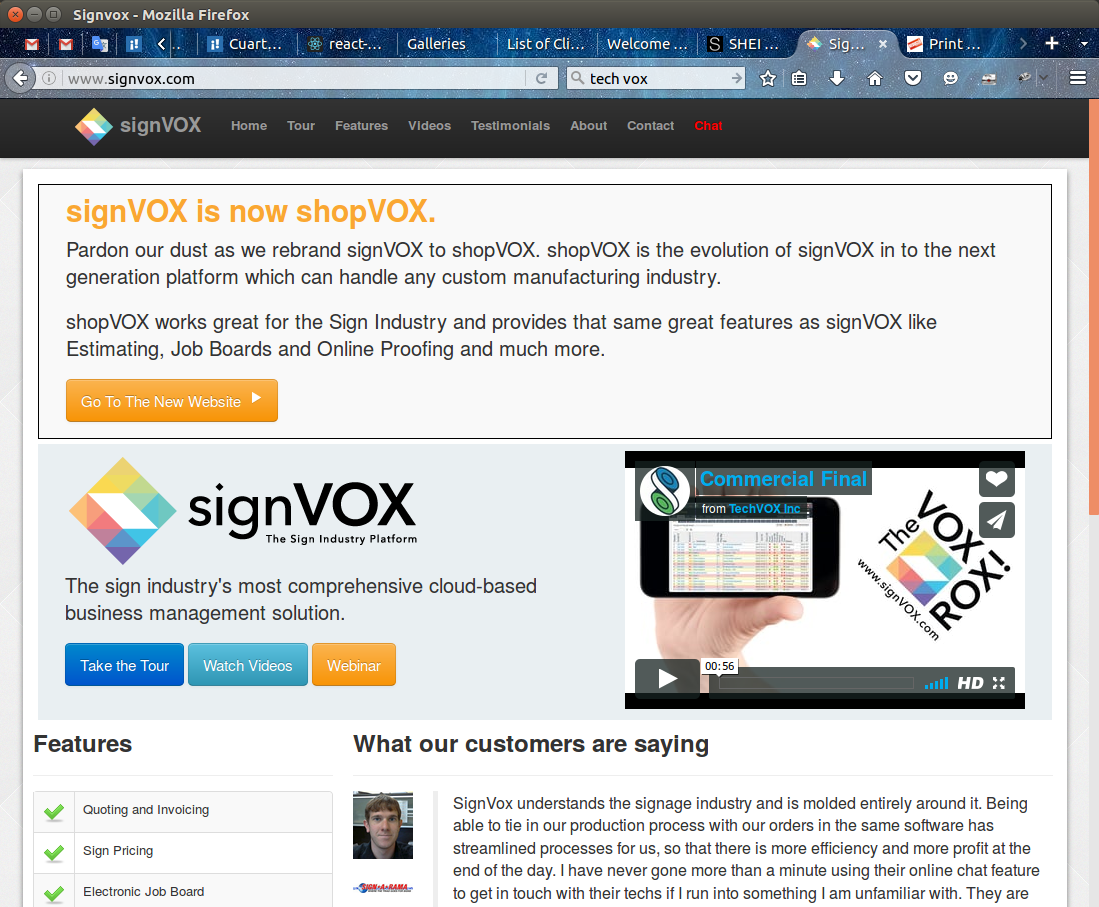 Signvox - Mozilla Firefox
Cuart...
react-...
Galleries
List of Cli...
Welcome ...
S SHEI ...
Sig...
Print ...
www.signvox.com
tech vox
signVOX
Home
Tour
Features
Videos
Testimonials
About
Contact
Chat
signVOX is now shopVOX.
Pardon our dust as we rebrand signVOX to shopVOX. shopVOX is the evolution of signVOX in to the next
generation platform which can handle any custom manufacturing industry.
shopVOX works great for the Sign Industry and provides that same great features as signVOX like
Estimating, Job Boards and Online Proofing and much more.
Go To The New Website
signVOX
The Sign Industry Platform
The sign industry's most comprehensive cloud-based
business management solution.
Take the Tour
Watch Videos
Webinar
Commercial Final
from TechVOX Inc.
The VOX ROX!
www.signVOX.com
00:56
HD
Features
Quoting and Invoicing
Sign Pricing
Electronic Job Board
What our customers are saying
SIGN A RAMA
SignVox understands the signage industry and is molded entirely around it. Being
able to tie in our production process with our orders in the same software has
streamlined processes for us, so that there is more efficiency and more profit at the
end of the day. I have never gone more than a minute using their online chat feature
to get in touch with their techs if I run into something I am unfamiliar with. They are